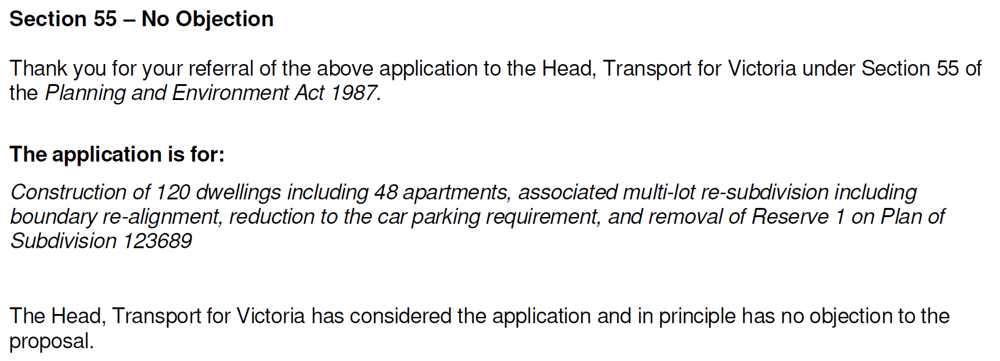 Section 55 – No Objection
Thank you for your referral of the above application to the Head, Transport for Victoria under Section 55 of
the Planning and Environment Act 1987.
The application is for:
Construction of 120 dwellings including 48 apartments, associated multi-lot re-subdivision including
boundary re-alignment, reduction to the car parking requirement, and removal of Reserve 1 on Plan of
Subdivision 123689
The Head, Transport for Victoria has considered the application and in principle has no objection to the
proposal.